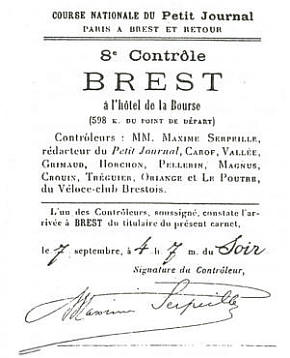 COURSE NATIONALE DU Petit Journal
PARIS A BREST ET RETOUR
8e Contrôle
BREST
à l'hôtel de la Bourse
(598 K. DU POINT DE DÉPART)
Contrôleurs : MM. MAXIME SERPEILLE,
rédacteur du Petit Journal, CAROF, VALLÉE,
GRIMAUD, HORCHON, PELLERIN, MAGNUS,
CROUIN, TRÉGUIER, ORIANGE ET LE POUTRE,
du Véloce-club Brestois.
L'un des Contrôleurs, soussigné, constate l'ar-
rivée à BREST du titulaire du présent carnet,
le 7 septembre, à 4 h. 7 m. du Soir
Signature du Contrôleur,
Maxime Serpeille